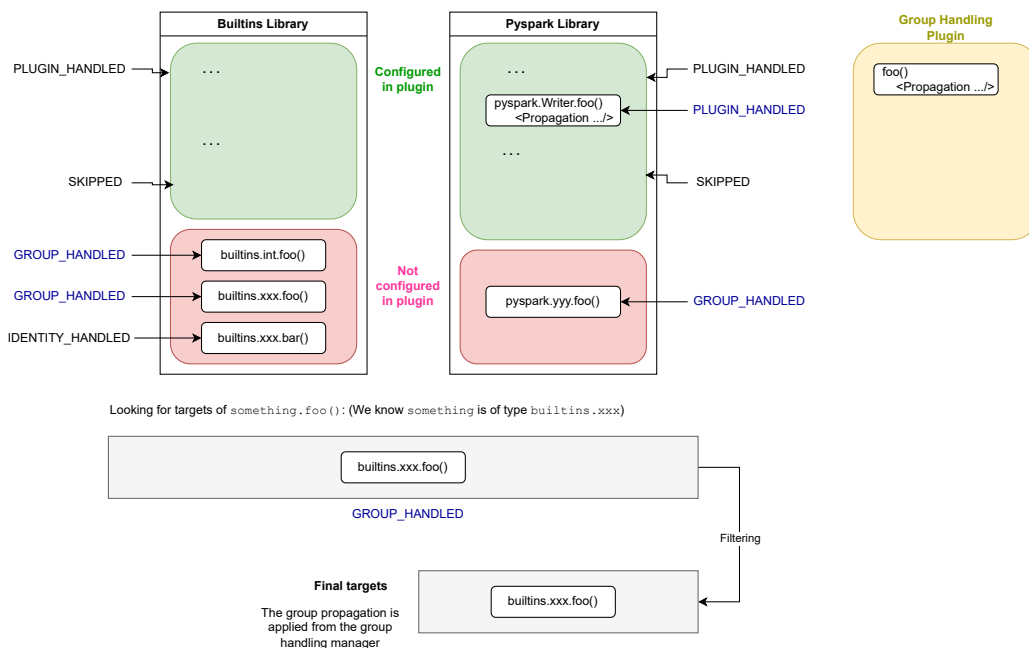 Builtins Library
Pyspark Library
Group Handling
Plugin
PLUGIN_HANDLED
...
Configured
in plugin
...
PLUGIN_HANDLED
foo()
<Propagation .../>
pyspark.Writer.foo()
<Propagation .../>
PLUGIN_HANDLED
...
...
SKIPPED
SKIPPED
GROUP_HANDLED
builtins.int.foo()
Not
configured
in plugin
GROUP_HANDLED
builtins.xxx.foo()
pyspark.yyy.foo()
GROUP_HANDLED
IDENTITY_HANDLED
builtins.xxx.bar()
Looking for targets of something.foo(): (We know something is of type builtins.xxx)
builtins.xxx.foo()
GROUP_HANDLED
Filtering
Final targets
builtins.xxx.foo()
The group propagation is
applied from the group
handling manager